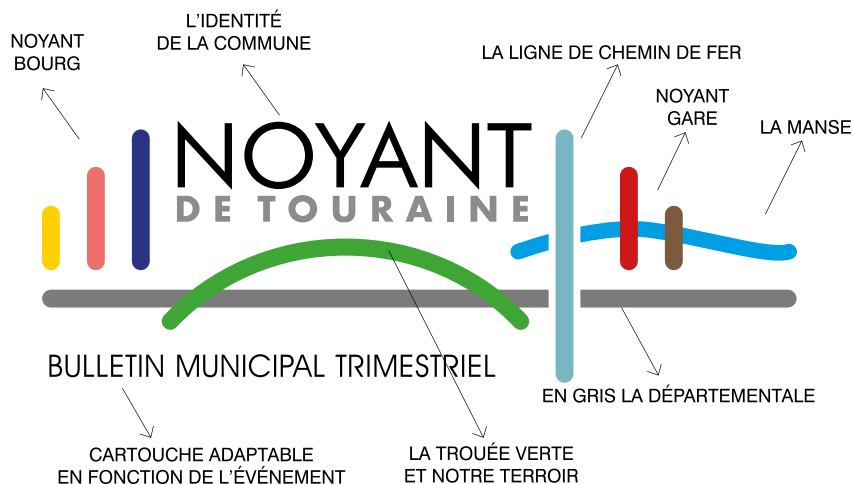 L'IDENTITÉ
DE LA COMMUNE
NOYANT
BOURG
LA LIGNE DE CHEMIN DE FER
NOYANT
GARE
LA MANSE
NOYANT
DE TOURAINE
BULLETIN MUNICIPAL TRIMESTRIEL
EN GRIS LA DÉPARTEMENTALE
CARTOUCHE ADAPTABLE
EN FONCTION DE L'ÉVÉNEMENT
LA TROUÉE VERTE
ET NOTRE TERROIR